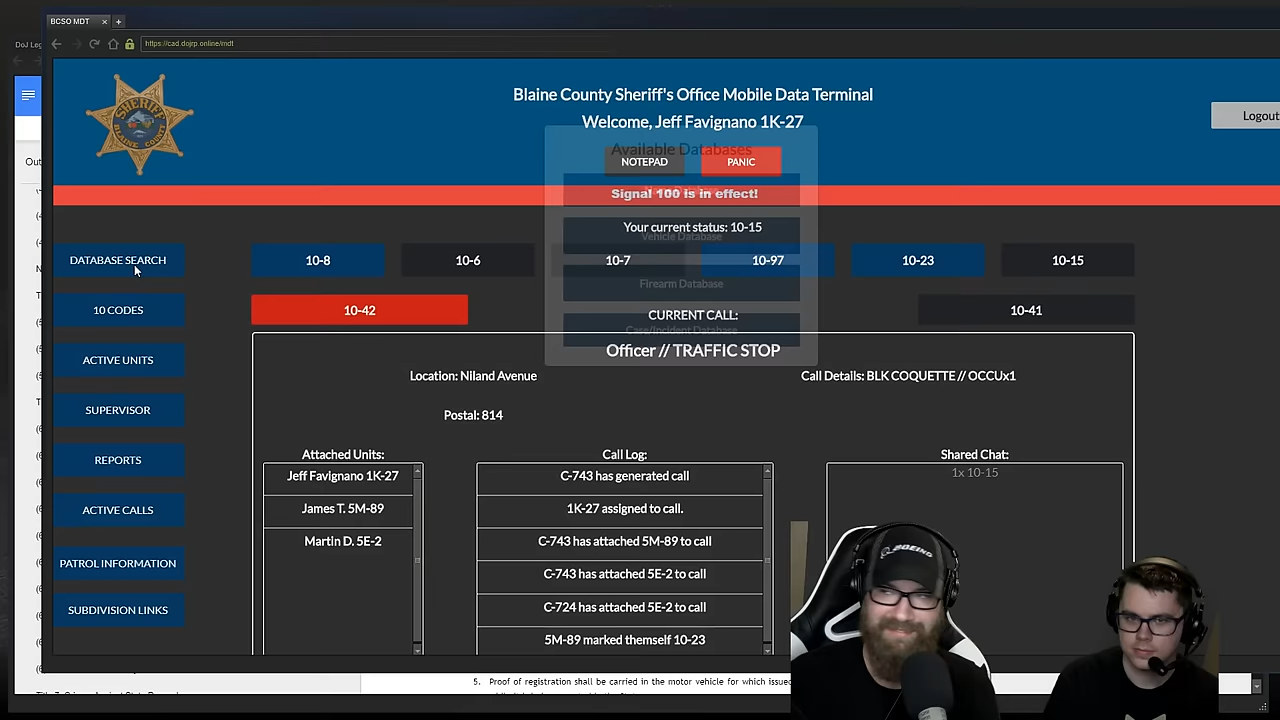 BCSO MDT
https://cad.dojrp.online/mdt
DoJ Leg
SHERIFF
BLAINE COUNTY
Blaine County Sheriff's Office Mobile Data Terminal
Welcome, Jeff Favignano 1K-27
Logout
Available Databases
NOTEPAD
PANIC
Signal 100 is in effect!
Your current status: 10-15
Vehicle Database
Out
DATABASE SEARCH
10-8
10-6
10-7
10-97
10-23
10-15
Firearm Database
10 CODES
10-42
CURRENT CALL:
10-41
Case/Incident Database
ACTIVE UNITS
Officer // TRAFFIC STOP
Location: Niland Avenue
Call Details: BLK COQUETTE // OCCUx1
SUPERVISOR
Postal: 814
REPORTS
Attached Units:
Call Log:
Shared Chat:
Jeff Favignano 1K-27
C-743 has generated call
1x 10-15
ACTIVE CALLS
James T. 5M-89
1K-27 assigned to call.
Martin D. 5E-2
C-743 has attached 5M-89 to call
PATROL INFORMATION
C-743 has attached 5E-2 to call
SUBDIVISION LINKS
C-724 has attached 5E-2 to call
5M-89 marked themself 10-23
BOEING
5. Proof of registration shall be carried in the motor vehicle for which issued